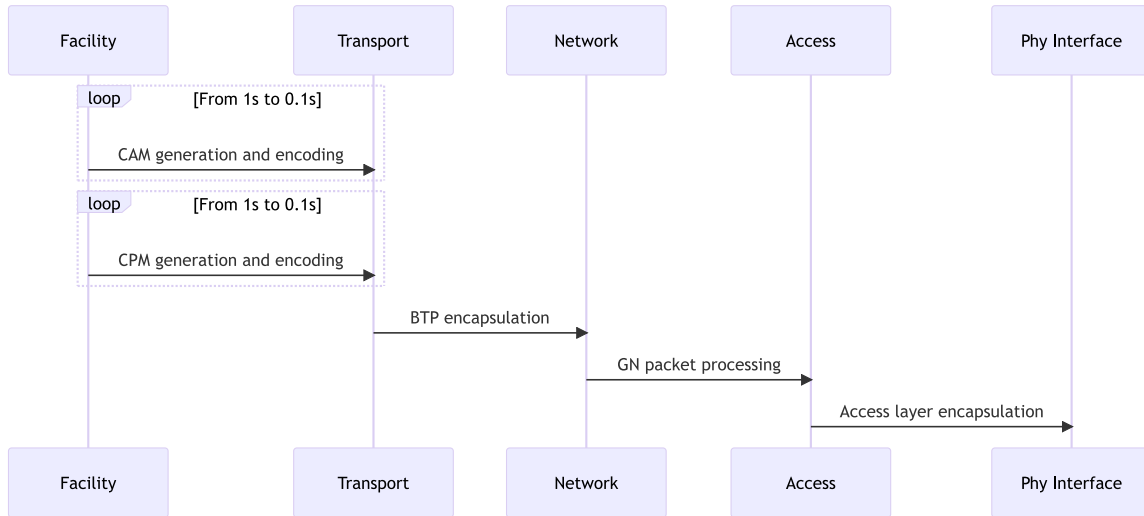 Facility
Transport
Network
Access
Phy Interface
loop
[From 1s to 0.1s]
CAM generation and encoding
loop
[From 1s to 0.1s]
CPM generation and encoding
BTP encapsulation
GN packet processing
Access layer encapsulation
Facility
Transport
Network
Access
Phy Interface